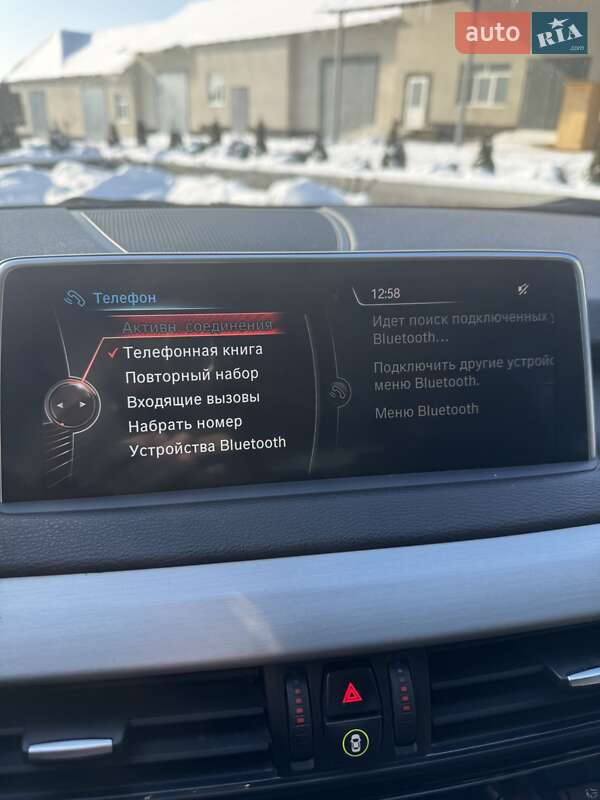 auto RIA
.com
Телефон
12:58
Активн. соединения
Телефонная книга
Повторный набор
Входящие вызовы
Набрать номер
Устройства Bluetooth
Идет поиск подключенных
Bluetooth...
Подключить другие устройс
меню Bluetooth.
Меню Bluetooth